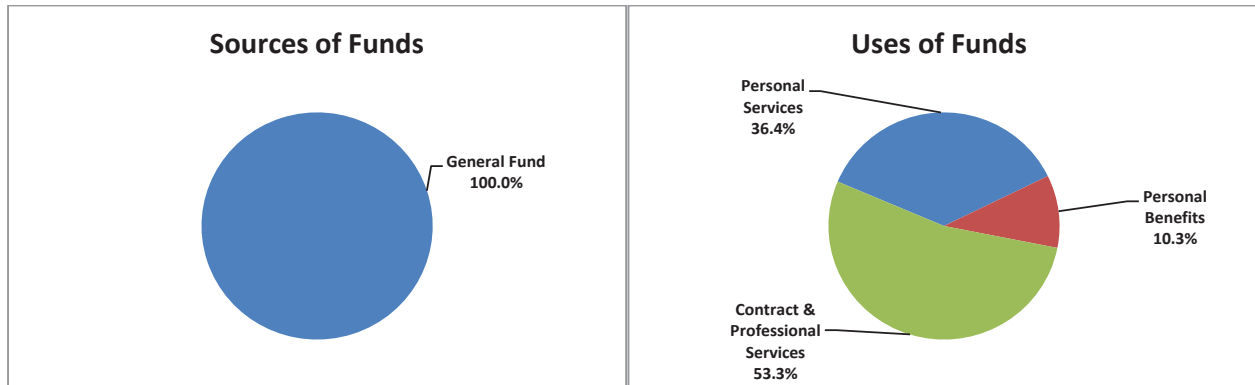 Sources of Funds
General Fund
100.0%
Uses of Funds
Personal
Services
36.4%
Personal
Benefits
10.3%
Contract &
Professional
Services
53.3%